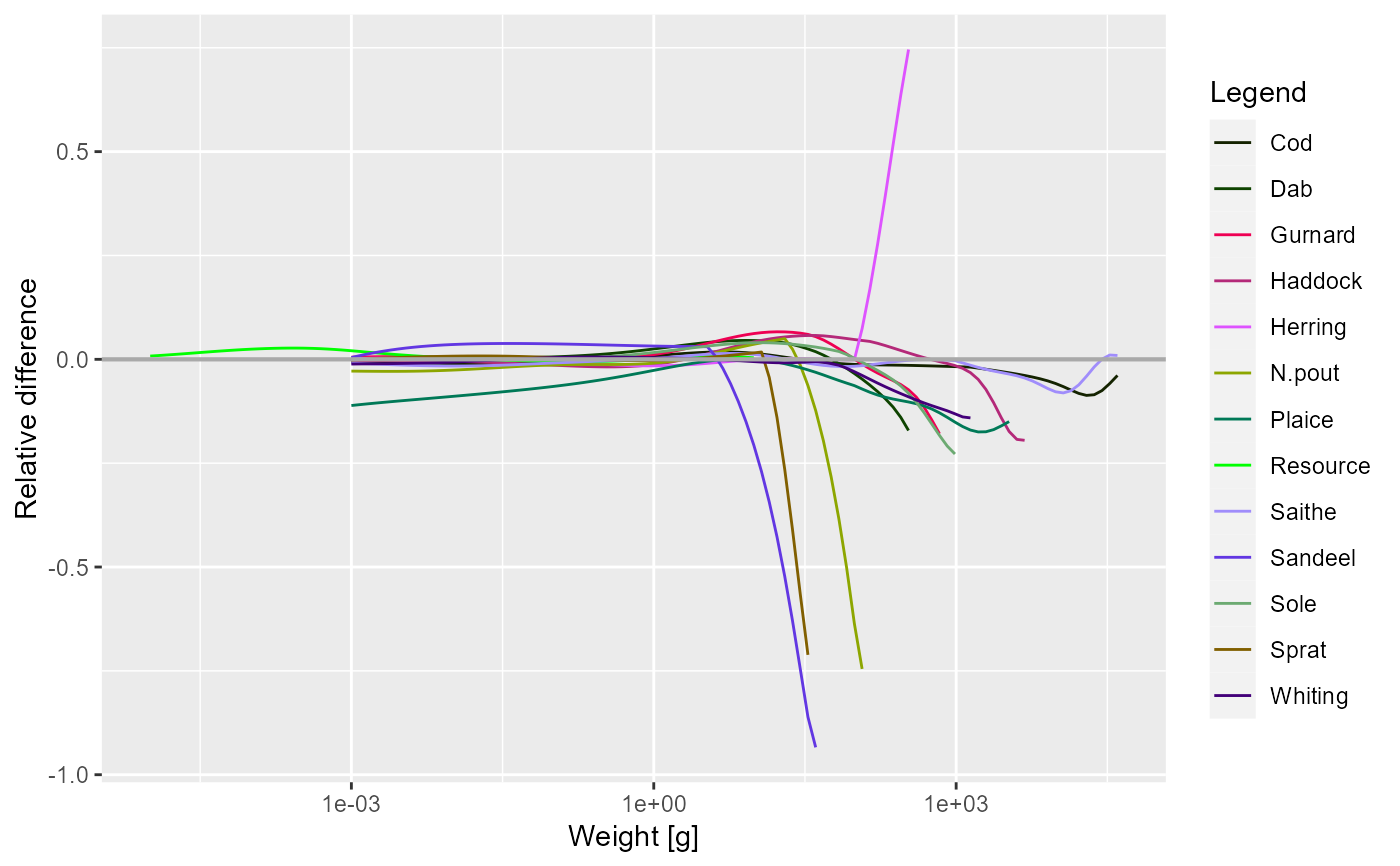 Relative difference
0.5
0.0
-0.5
-1.0
1e-03
1e+00
1e+03
Weight [g]
Legend
Cod
Dab
Gurnard
Haddock
Herring
N.pout
Plaice
Resource
Saithe
Sandeel
Sole
Sprat
Whiting